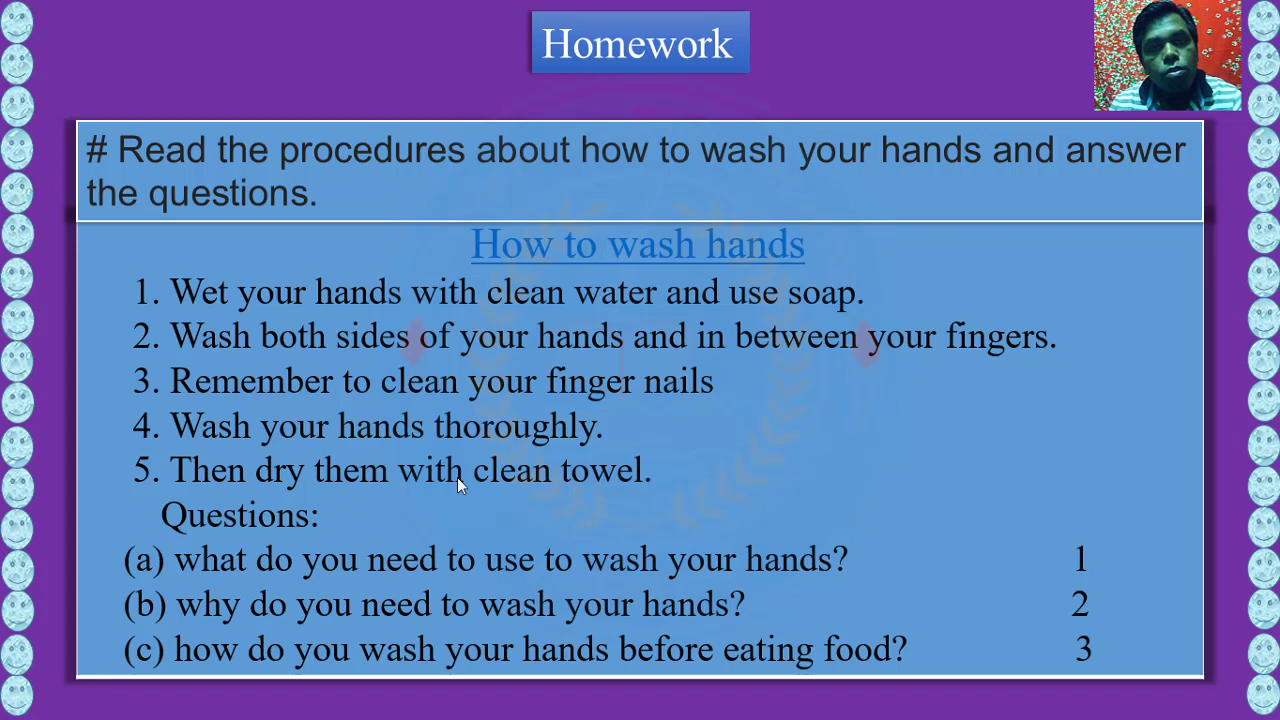 Homework
# Read the procedures about how to wash your hands and answer
the questions.
How to wash hands
1. Wet your hands with clean water and use soap.
2. Wash both sides of your hands and in between your fingers.
3. Remember to clean your finger nails
4. Wash your hands thoroughly.
5. Then dry them with clean towel.
Questions:
(a) what do you need to use to wash your hands? 1
(b) why do you need to wash your hands? 2
(c) how do you wash your hands before eating food? 3